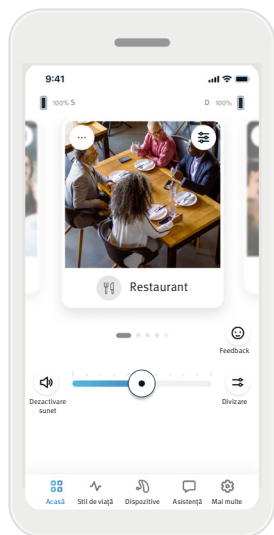 9:41
100% S
D 100%
Restaurant
Feedback
Dezactivare
sunet
Divizare
Acasă
Stil de viață
Dispozitive
Asistență
Mai multe